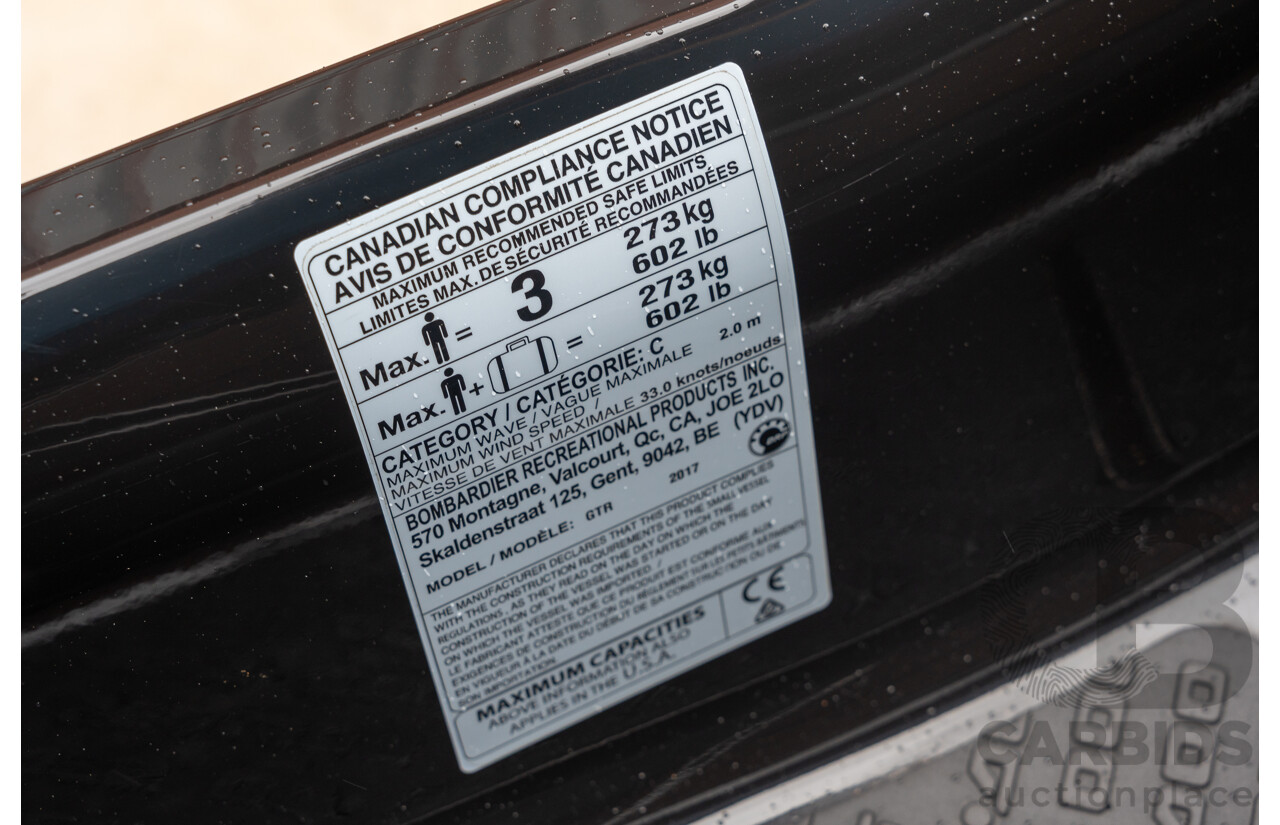 CANADIAN COMPLIANCE NOTICE
AVIS DE CONFORMITÉ CANADIEN
MAXIMUM RECOMMENDED SAFE LIMITS,
LIMITES MAX. DE SÉCURITÉ RECOMMANDÉES
Max. = 3 273 kg
602 lb
Max. + = 273 kg
602 lb
CATEGORY / CATÉGORIE: C
MAXIMUM WAVE / VAGUE MAXIMALE 2.0 m
MAXIMUM WIND SPEED /
VITESSE DE VENT MAXIMALE 33.0 knots/noeuds
BOMBARDIER RECREATIONAL PRODUCTS INC.
570 Montagne, Valcourt, Qc, CA, JOE 2LO
Skaldenstraat 125, Gent, 9042, BE (YDV)
MODEL / MODÈLE: GTR 2017
THE MANUFACTURER DECLARES THAT THIS PRODUCT COMPLIES
WITH THE CONSTRUCTION REQUIREMENTS OF THE SMALL VESSEL
REGULATIONS, AS THEY READ ON THE DAY ON WHICH THE
CONSTRUCTION OF THE VESSEL WAS STARTED OR ON THE DAY
ON WHICH THE VESSEL WAS IMPORTED. /
LE FABRICANT ATTESTE QUE CE PRODUIT EST CONFORME AUX
EXIGENCES DE CONSTRUCTION DU RÈGLEMENT SUR LES PETITS BÂTIMENTS
EN VIGUEUR À LA DATE DU DÉBUT DE SA CONSTRUCTION OU DE
SON IMPORTATION.
MAXIMUM CAPACITIES
ABOVE INFORMATION ALSO
APPLIES IN THE U.S.A.
CE
CARBIDS
auctionplace